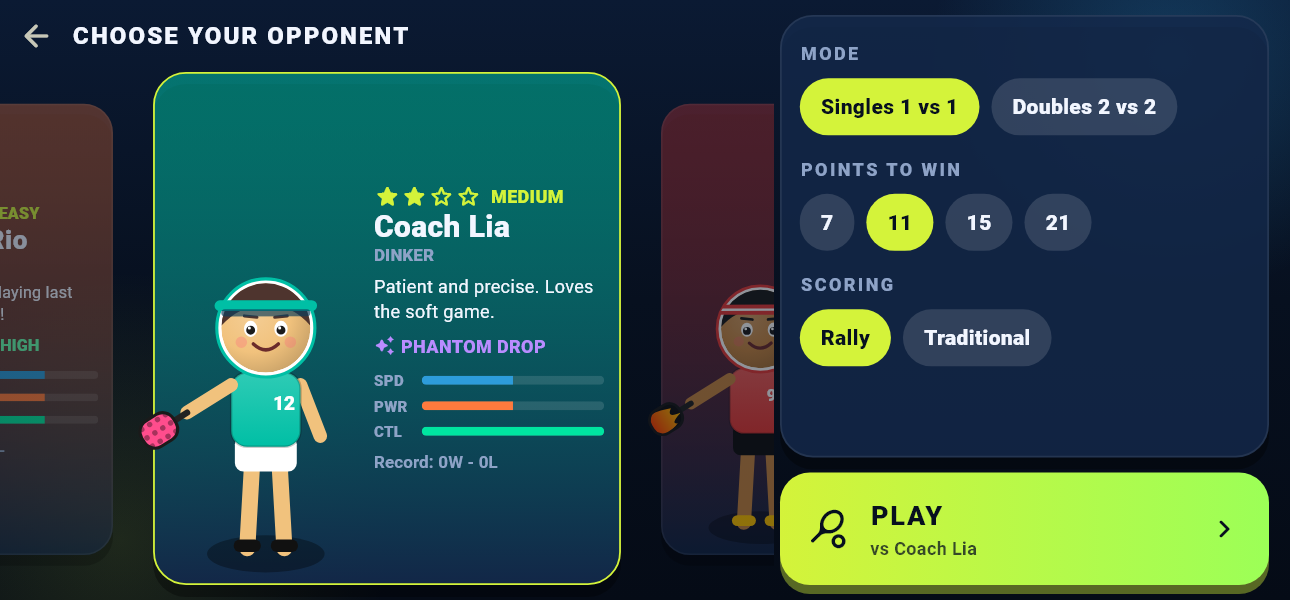 CHOOSE YOUR OPPONENT
EASY
Rio
laying last
!
HIGH
MEDIUM
Coach Lia
DINKER
Patient and precise. Loves
the soft game.
PHANTOM DROP
SPD
PWR
CTL
Record: 0W - 0L
12
9
MODE
Singles 1 vs 1
Doubles 2 vs 2
POINTS TO WIN
7
11
15
21
SCORING
Rally
Traditional
PLAY
vs Coach Lia